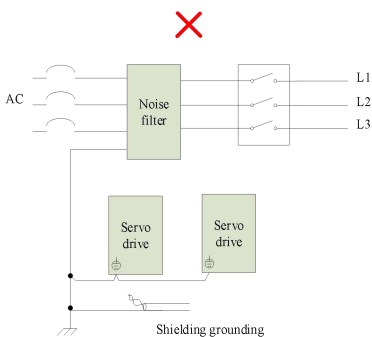 L1
AC
L2
Noise
filter
L3
Servo
drive
Servo
drive
Shielding grounding